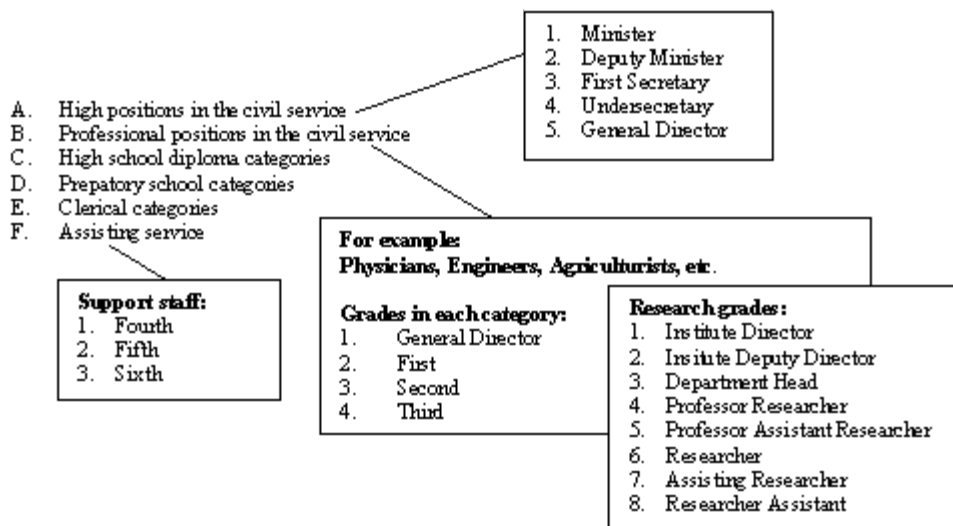 1. Minister
2. Deputy Minister
3. First Secretary
4. Undersecretary
5. General Director
A. High positions in the civil service
B. Professional positions in the civil service
C. High school diploma categories
D. Prepatory school categories
E. Clerical categories
F. Assisting service
For example:
Physicians, Engineers, Agriculturists, etc.
Grades in each category:
1. General Director
2. First
3. Second
4. Third
Support staff:
1. Fourth
2. Fifth
3. Sixth
Research grades:
1. Institute Director
2. Insitute Deputy Director
3. Department Head
4. Professor Researcher
5. Professor Assistant Researcher
6. Researcher
7. Assisting Researcher
8. Researcher Assistant